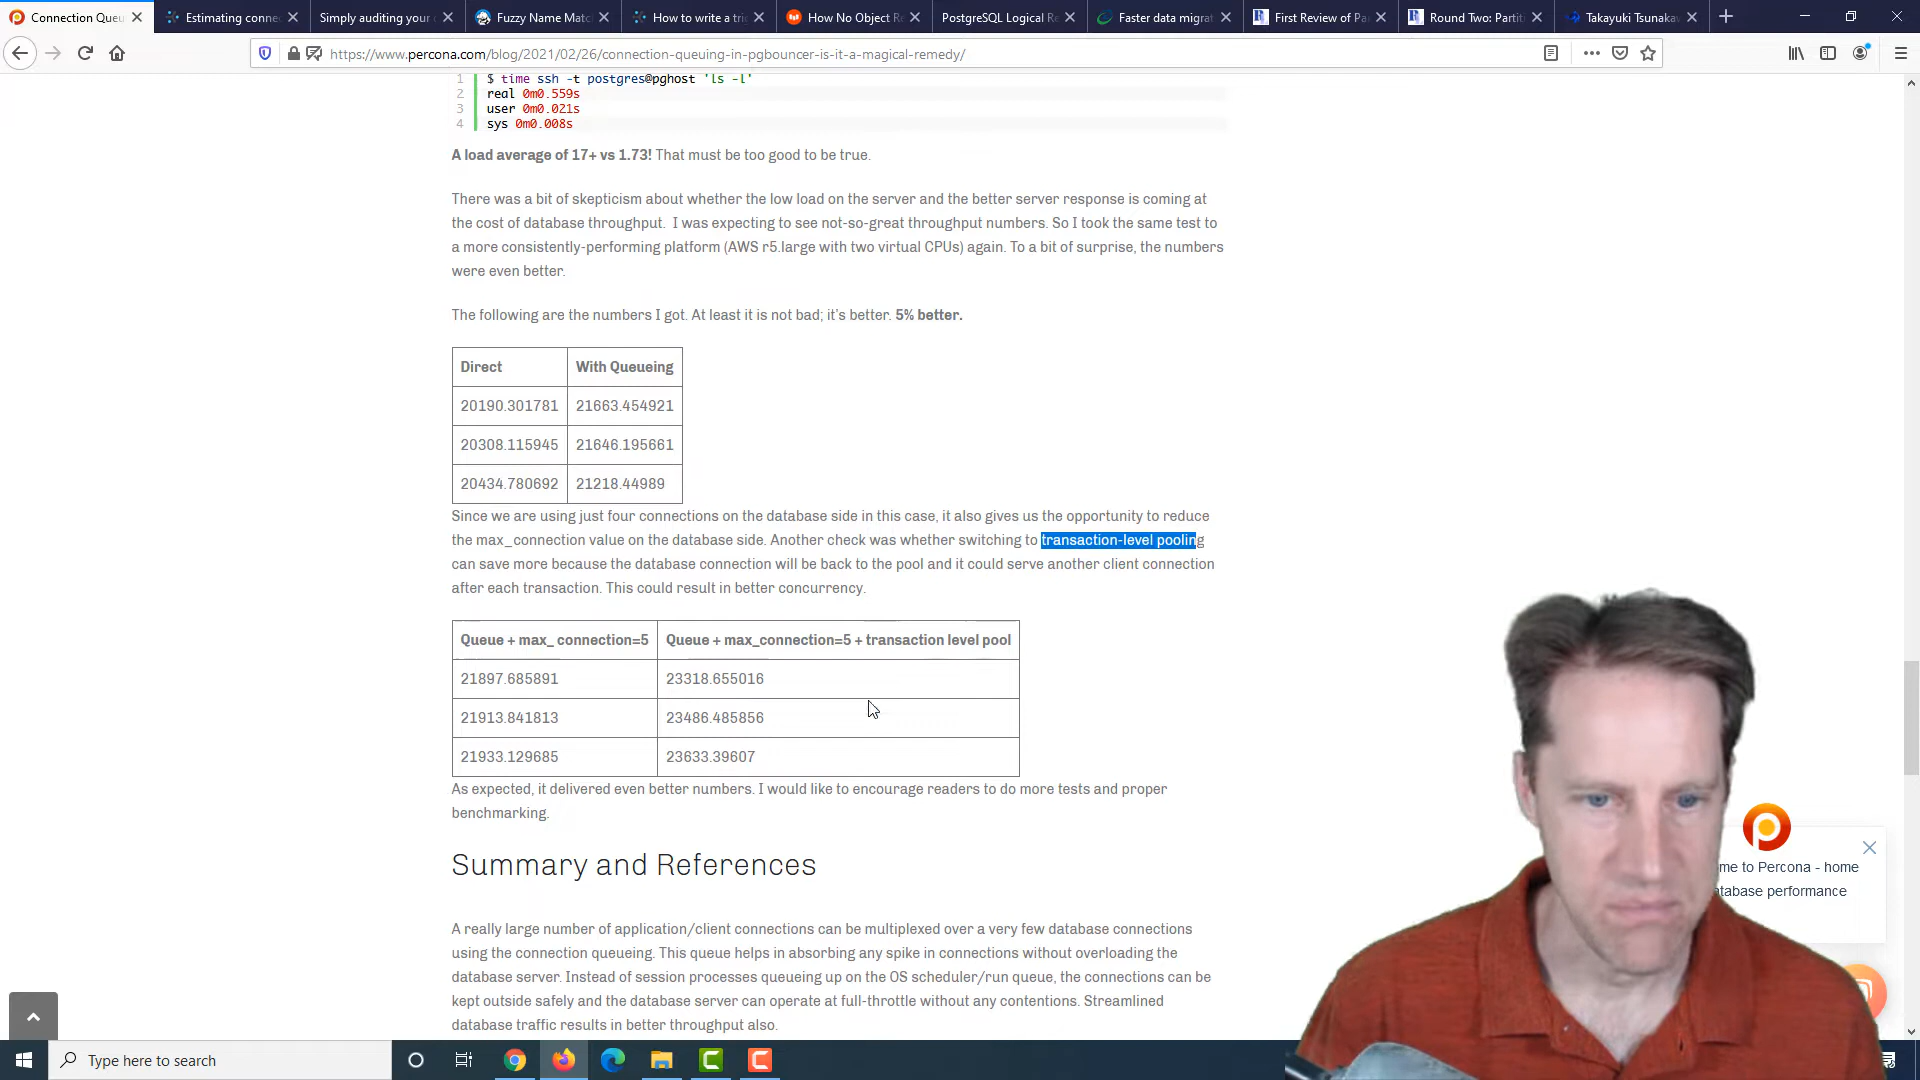 Connection Queu
Estimating conne
Simply auditing your
Fuzzy Name Matc
How to write a tri
How No Object Re
PostgreSQL Logical Re
Faster data migrat
First Review of Pa
Round Two: Partiti
Takayuki Tsunakaw
https://www.percona.com/blog/2021/02/26/connection-queuing-in-pgbouncer-is-it-a-magical-remedy/
1 $ time ssh -t postgres@pghost 'ls -l'
2 real 0m0.559s
3 user 0m0.021s
4 sys 0m0.008s
A load average of 17+ vs 1.73! That must be too good to be true.
There was a bit of skepticism about whether the low load on the server and the better server response is coming at
the cost of database throughput. I was expecting to see not-so-great throughput numbers. So I took the same test to
a more consistently-performing platform (AWS r5.large with two virtual CPUs) again. To a bit of surprise, the numbers
were even better.
The following are the numbers I got. At least it is not bad; it's better. 5% better.
Direct With Queueing
20190.301781 21663.454921
20308.115945 21646.195661
20434.780692 21218.44989
Since we are using just four connections on the database side in this case, it also gives us the opportunity to reduce
the max_connection value on the database side. Another check was whether switching to transaction-level pooling
can save more because the database connection will be back to the pool and it could serve another client connection
after each transaction. This could result in better concurrency.
Queue + max_ connection=5 Queue + max_connection=5 + transaction level pool
21897.685891 23318.655016
21913.841813 23486.485856
21933.129685 23633.39607
As expected, it delivered even better numbers. I would like to encourage readers to do more tests and proper
benchmarking.
Summary and References
A really large number of application/client connections can be multiplexed over a very few database connections
using the connection queueing. This queue helps in absorbing any spike in connections without overloading the
database server. Instead of session processes queueing up on the OS scheduler/run queue, the connections can be
kept outside safely and the database server can operate at full-throttle without any contentions. Streamlined
database traffic results in better throughput also.
me to Percona - home
atabase performance
Type here to search